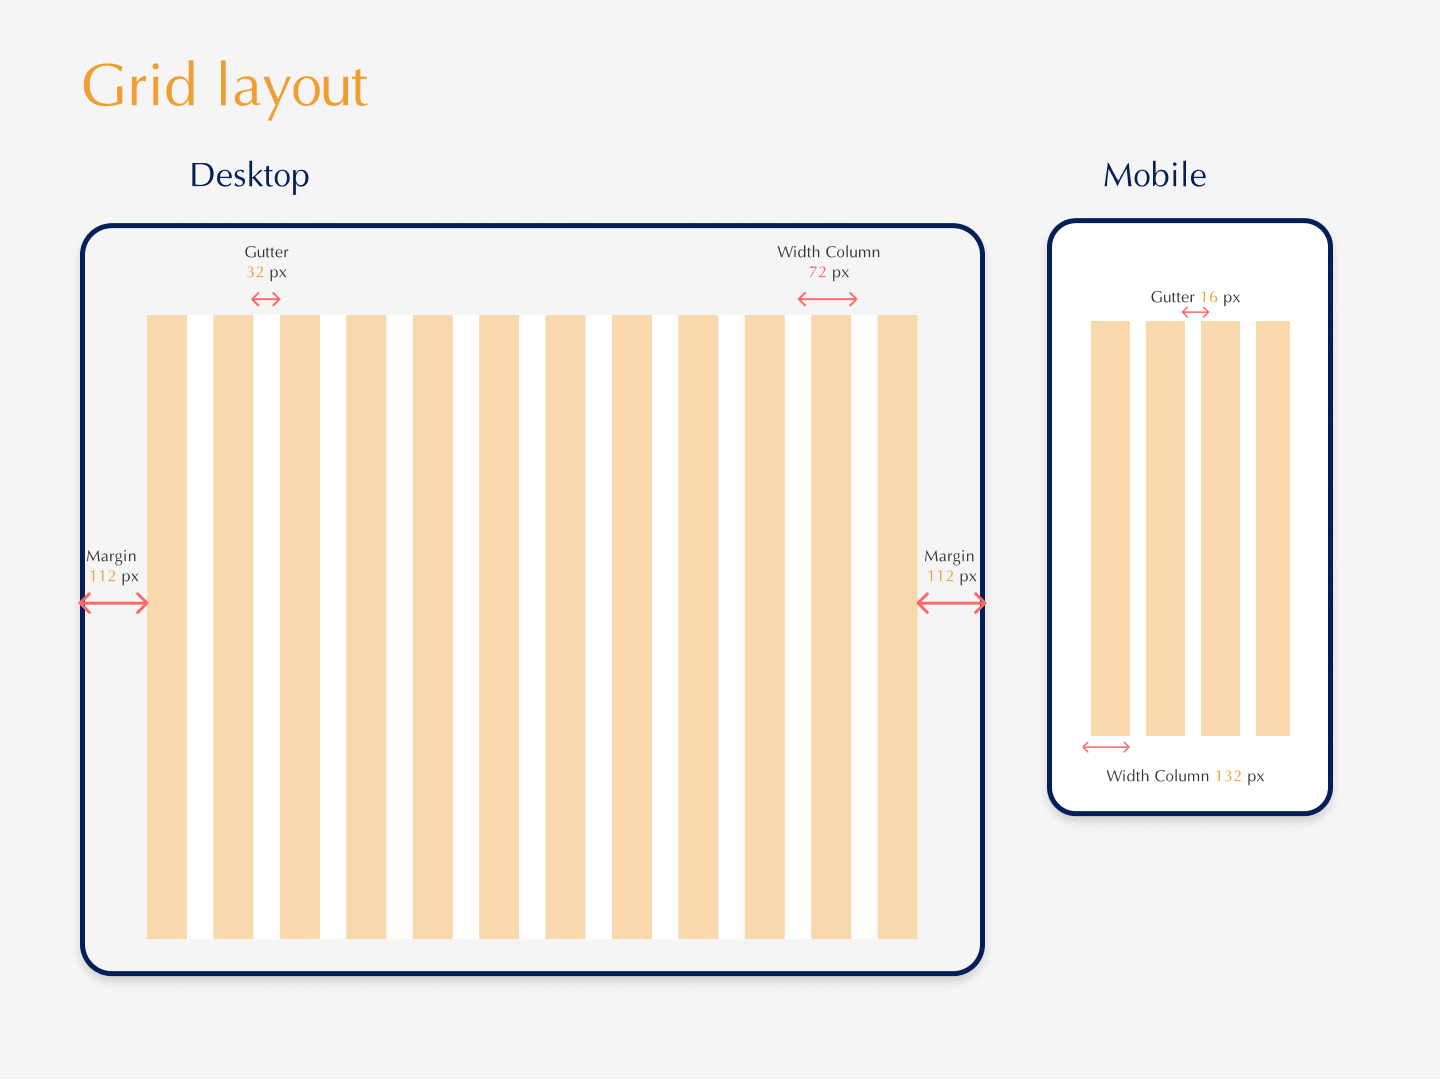 Grid layout
Desktop
Mobile
Gutter
32 px
Width Column
72 px
Gutter 16 px
Margin
112 px
Margin
112 px
Width Column 132 px